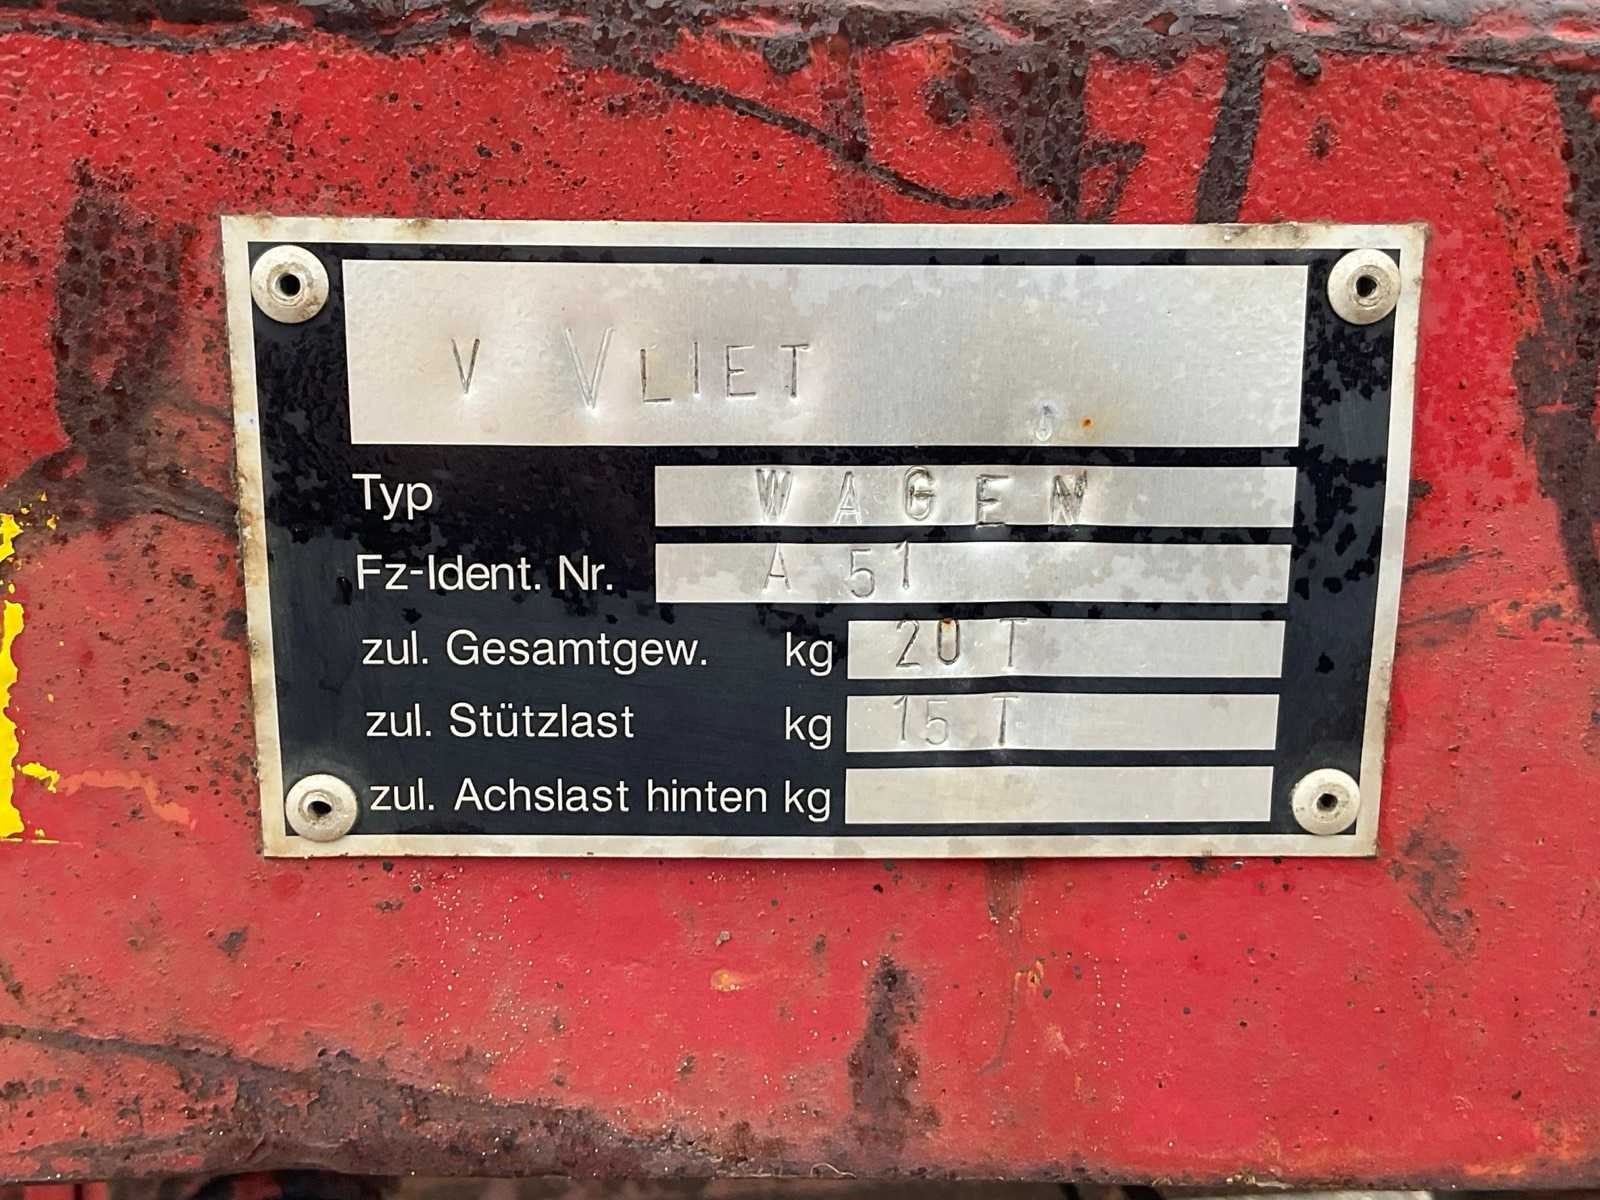 V VLIET
Typ WAGEN
Fz-Ident. Nr. A 51
zul. Gesamtgew. kg 20 T
zul. Stützlast kg 15 T
zul. Achslast hinten kg